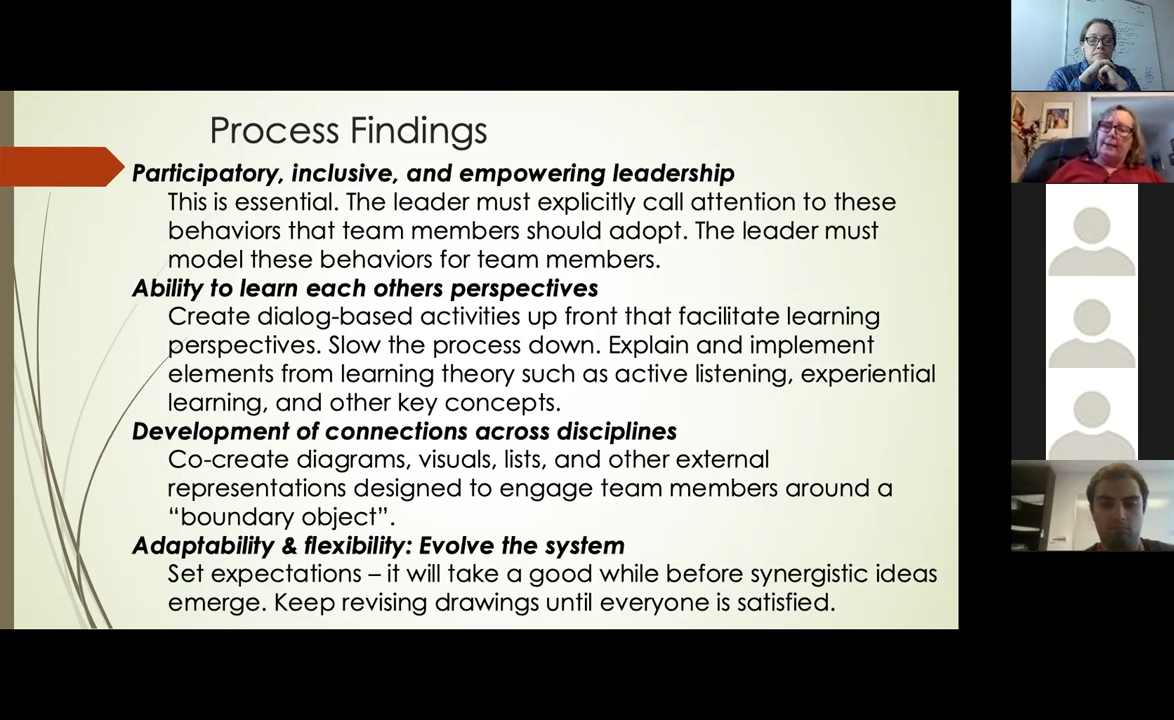 Process Findings
Participatory, inclusive, and empowering leadership
This is essential. The leader must explicitly call attention to these
behaviors that team members should adopt. The leader must
model these behaviors for team members.
Ability to learn each others perspectives
Create dialog-based activities up front that facilitate learning
perspectives. Slow the process down. Explain and implement
elements from learning theory such as active listening, experiential
learning, and other key concepts.
Development of connections across disciplines
Co-create diagrams, visuals, lists, and other external
representations designed to engage team members around a
“boundary object”.
Adaptability & flexibility: Evolve the system
Set expectations – it will take a good while before synergistic ideas
emerge. Keep revising drawings until everyone is satisfied.